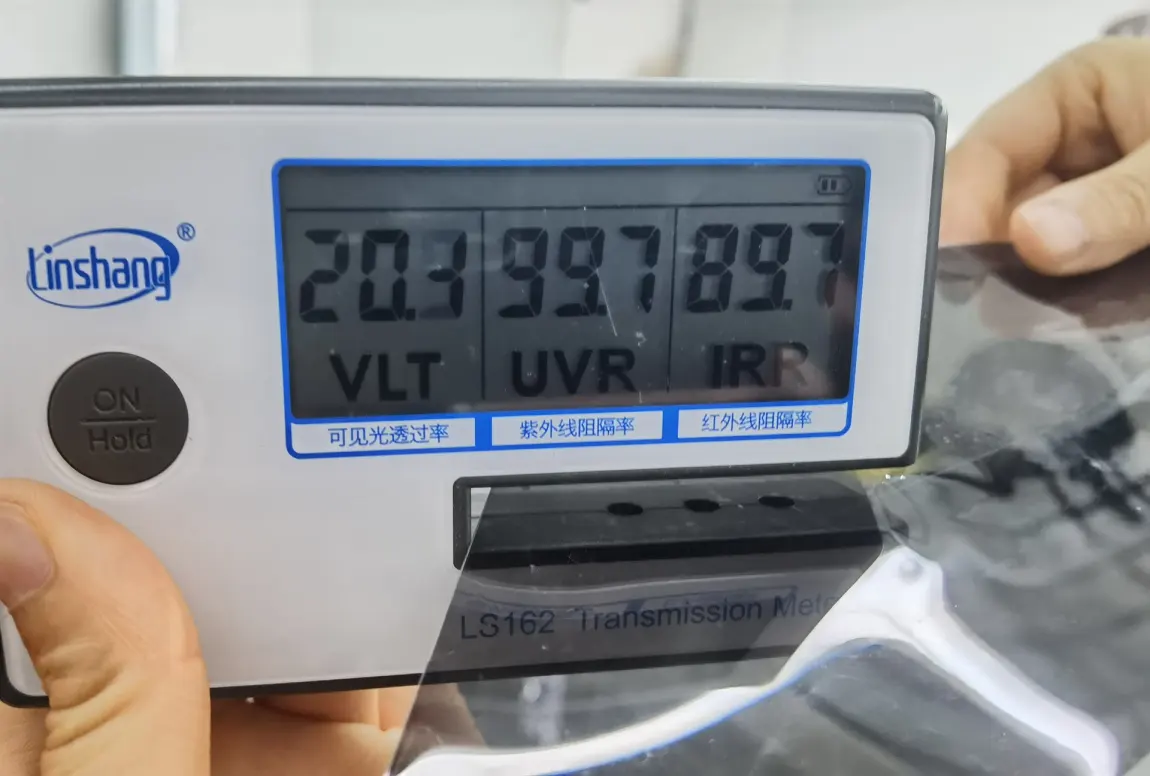 Linshang®
20.3 99.7 89.7
VLT UVR IRR
可见光透过率 紫外线阻隔率 红外线阻隔率
ON
Hold
LS162 Transmission Meter